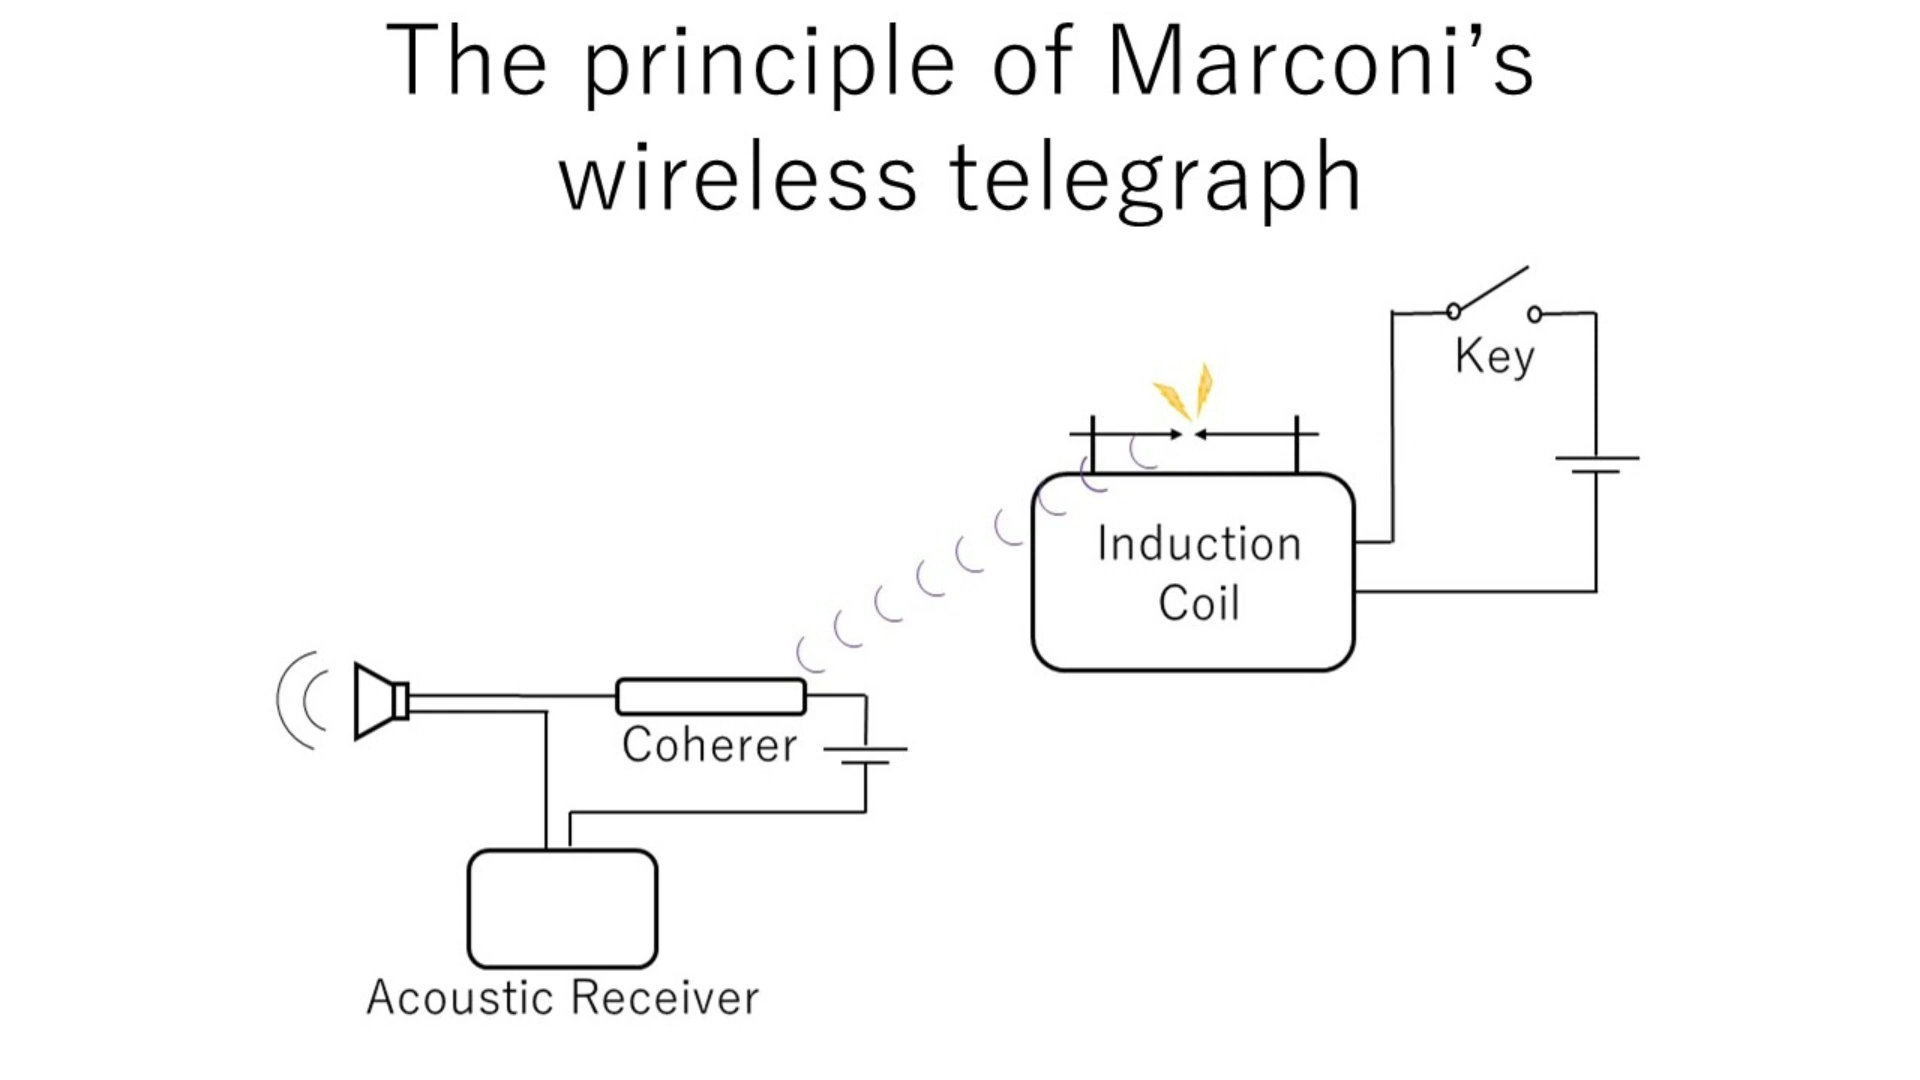 The principle of Marconi’s
wireless telegraph
Key
Induction
Coil
Coherer
Acoustic Receiver